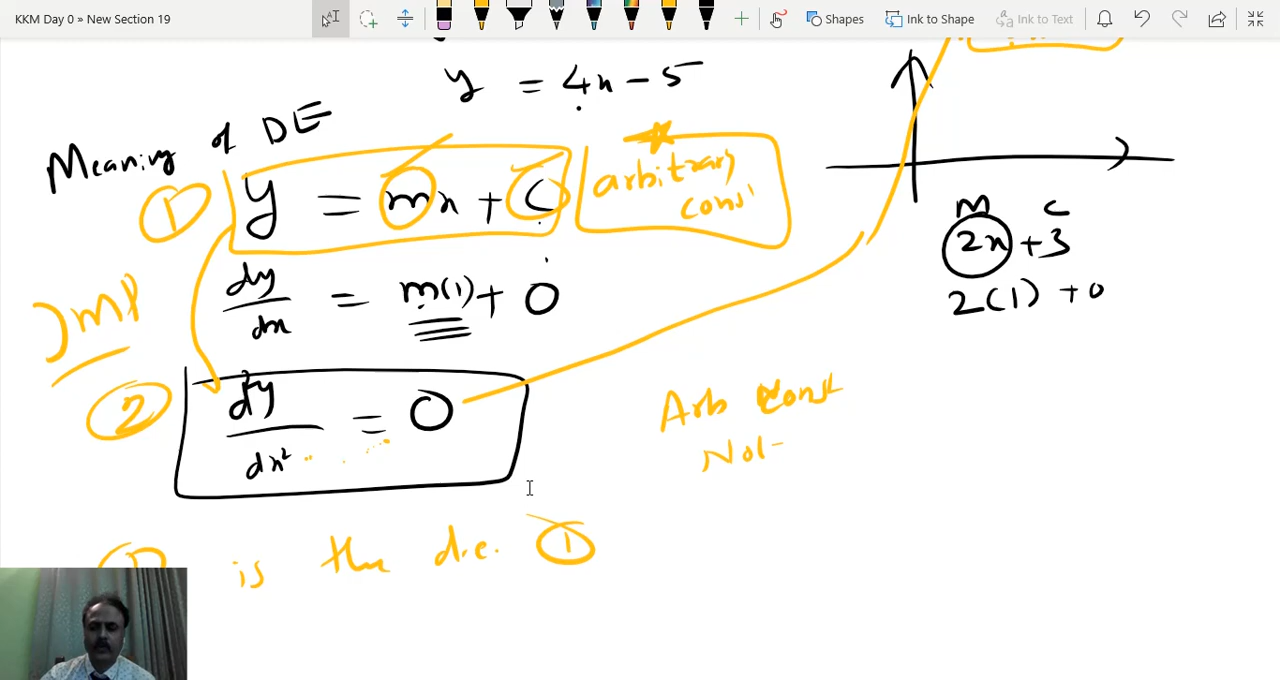 KKM Day 0 » New Section 19
Shapes
Ink to Shape
Ink to Text
y = 4x - 5
Meaning of DE
① y = mx + c
arbitrary
cons'
M C
2x + 3
2(1) + 0
dy/dx = m(1) + 0
Imp
② d²y/dx² = 0
Arb Const
Not
is the d.e. ①